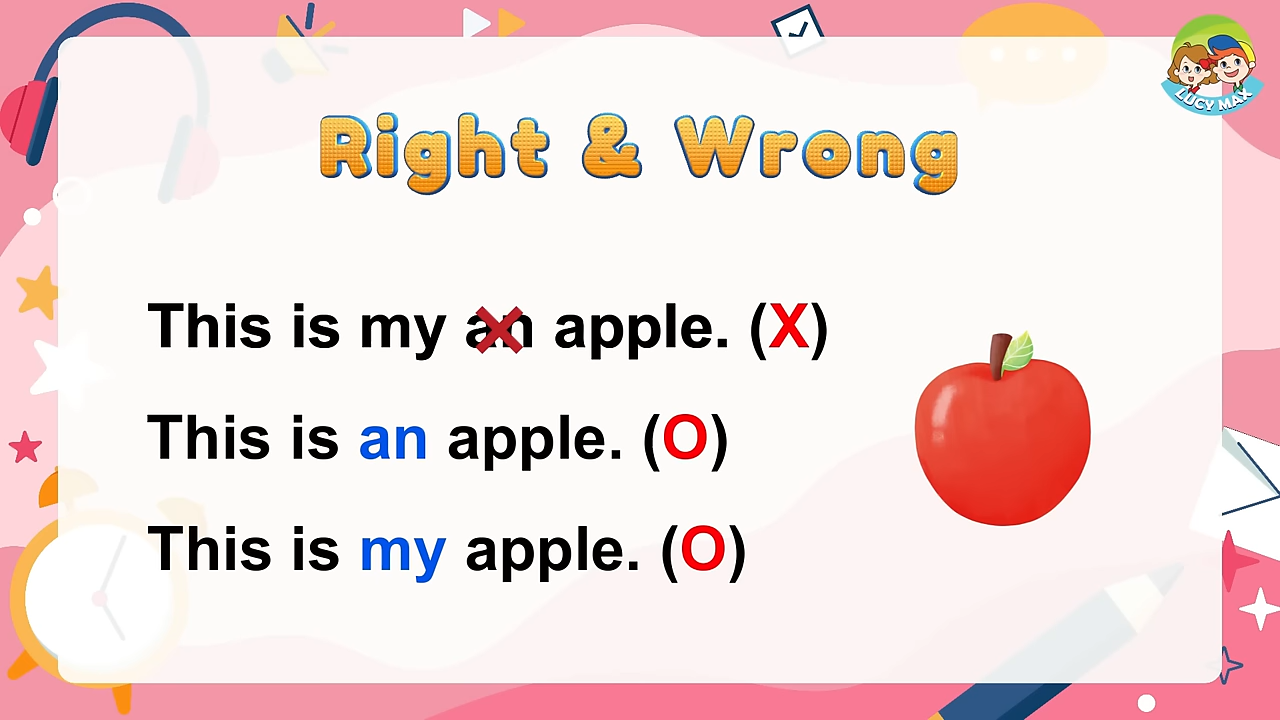 LUCY MAX
Right & Wrong
This is my an apple. (X)
This is an apple. (O)
This is my apple. (O)